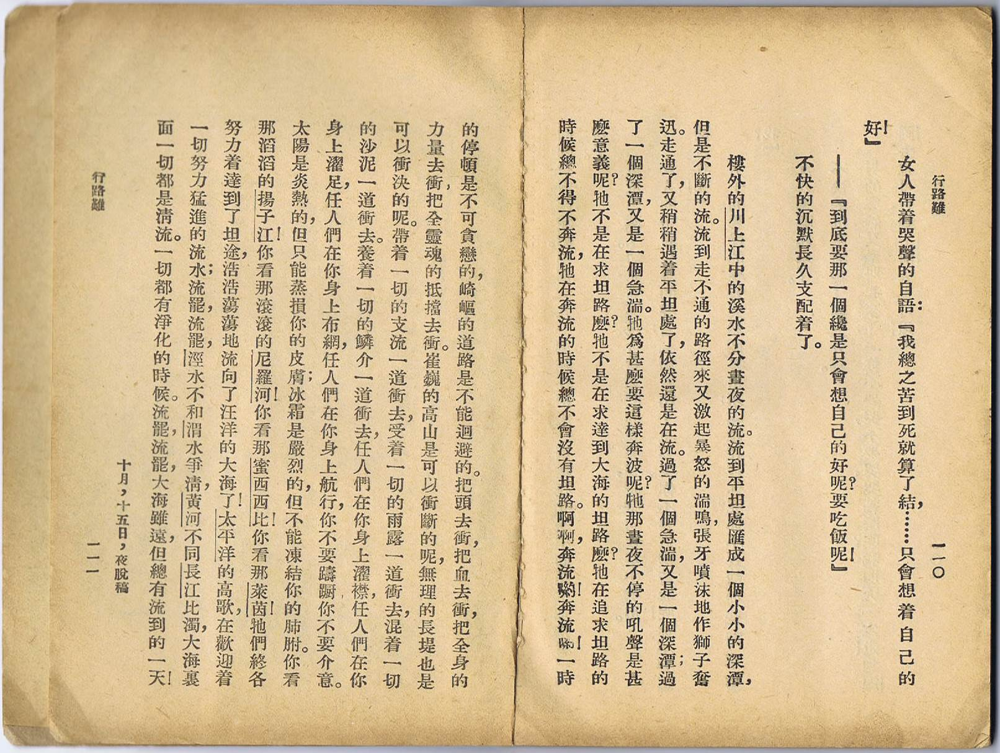 行路難
一一〇
女人帶着哭聲的自語：『我總之苦到死就算了結，……只會想着自己的
好！』
——『到底要那一個纔是只會想自己的好呢？要吃飯呢！』
不快的沉默長久支配着了。
樓外的川上江中的溪水不分晝夜的流。流到平坦處匯成一個小小的深潭，
但是不斷的流。流到走不通的路徑來又激起暴怒的湍鳴，張牙噴沫地作獅子奮
迅。走通了，又稍稍遇着平坦處了，依然還是在流。過了一個急湍，又是一個深潭；過
了一個深潭，又是一個急湍。牠爲甚麽要這樣奔波呢？牠那晝夜不停的吼聲是甚
麽意義呢？牠不是在求坦路麽？牠不是在求達到大海的坦路麽？牠在追求坦路的
時候總不得不奔流，牠在奔流的時候總不會沒有坦路。啊啊，奔流喲！奔流喲！一時
的停頓是不可貪戀的，崎嶇的道路是不能迴避的。把頭去衝，把血去衝，把全身的
力量去衝，把全靈魂的抵擋去衝。崔巍的高山是可以衝斷的呢，無理的長堤也是
可以衝決的呢。帶着一切的支流一道衝去，受着一切的雨露一道衝去，混着一切
的沙泥一道衝去。養着一切的鱗介一道衝去，任人們在你身上濯襟，任人們在你
身上濯足，任人們在你身上布網，任人們在你身上航行，你不要躊蹰你不要介意。
太陽是炎熱的，但只能蒸損你的皮膚；冰霜是嚴烈的，但不能凍結你的肺腑。你看
那滔滔的揚子江！你看那滾滾的尼羅河！你看那蜜西西比！你看那萊茵！牠們終各
努力着達到了坦途，浩浩蕩蕩地流向了汪洋的大海了！太平洋的高歌，在歡迎着
一切努力猛進的流水；流罷，流罷，涇水不和渭水爭淸，黃河不同長江比濁，大海裏
面一切都是淸流。一切都有淨化的時候。流罷，流罷，大海雖遠，但總有流到的一天！
十月，十五日，夜脫稿
行路難
一一一